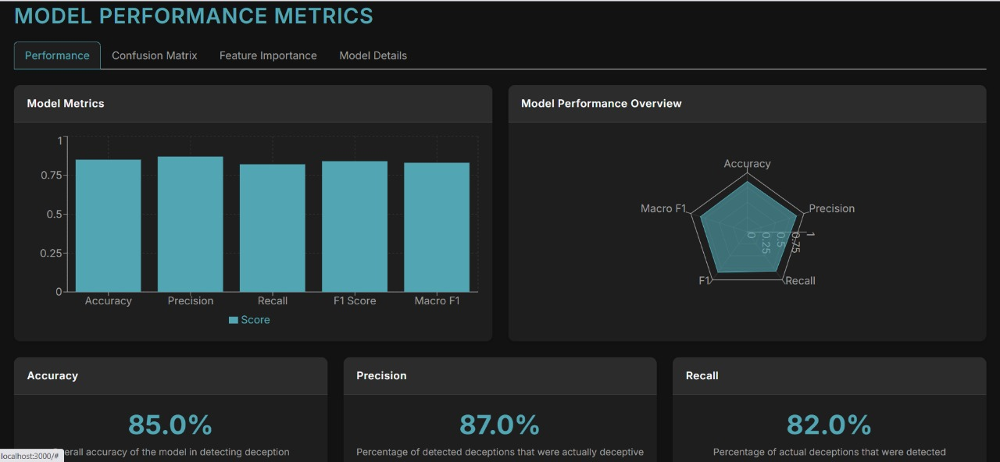 MODEL PERFORMANCE METRICS
Performance Confusion Matrix Feature Importance Model Details
Model Metrics
1
0.75
0.5
0.25
0
Accuracy Precision Recall F1 Score Macro F1
Score
Model Performance Overview
Accuracy
Macro F1 Precision
0 0.25 0.5 0.75 1
F1 Recall
Accuracy
85.0%
erall accuracy of the model in detecting deception
Precision
87.0%
Percentage of detected deceptions that were actually deceptive
Recall
82.0%
Percentage of actual deceptions that were detected
localhost:3000/#